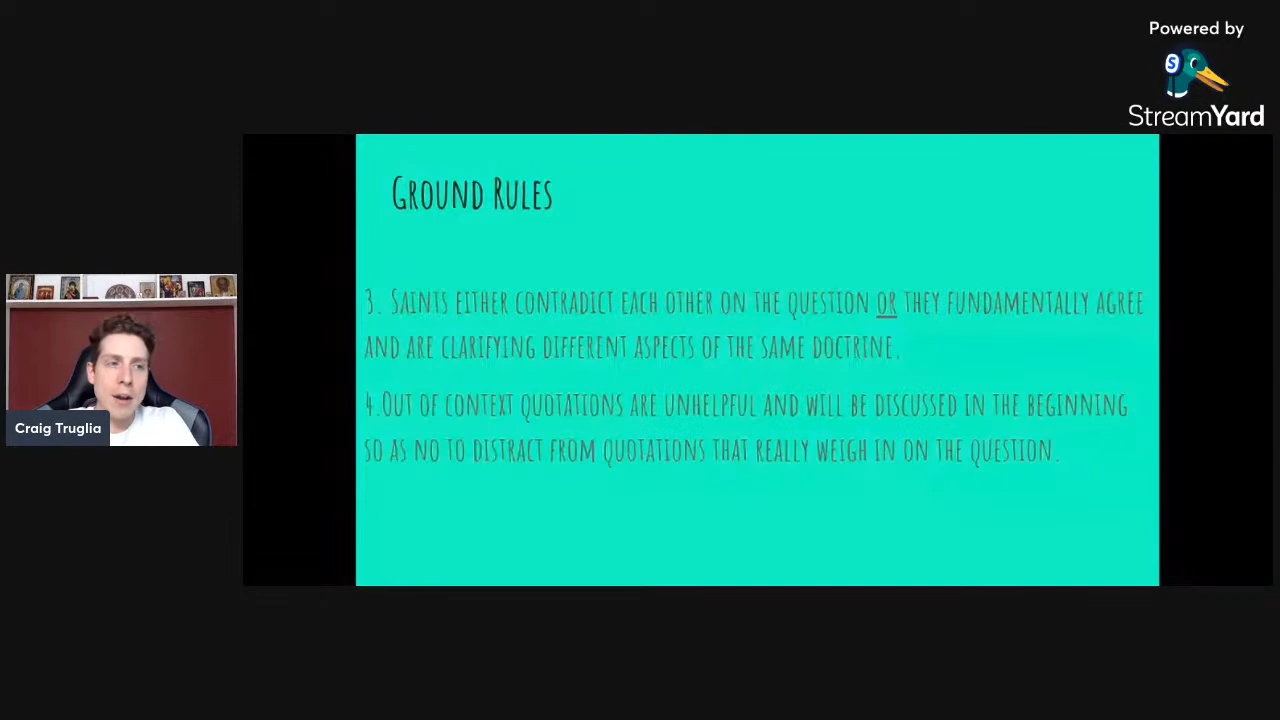 Powered by
StreamYard
Ground Rules
3. Saints either contradict each other on the question or they fundamentally agree
and are clarifying different aspects of the same doctrine.
4.Out of context quotations are unhelpful and will be discussed in the beginning
so as no to distract from quotations that really weigh in on the question.
Craig Truglia